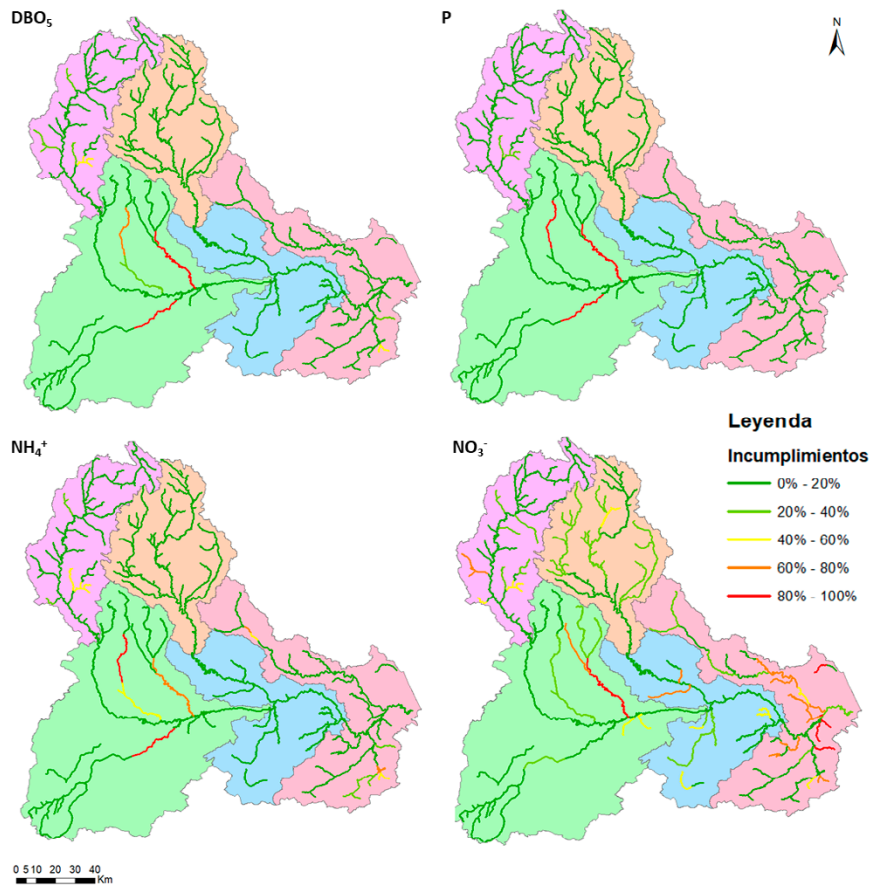 DBO₅
P
N
NH₄⁺
NO₃⁻
Leyenda
Incumplimientos
0% - 20%
20% - 40%
40% - 60%
60% - 80%
80% - 100%
0 5 10 20 30 40
Km